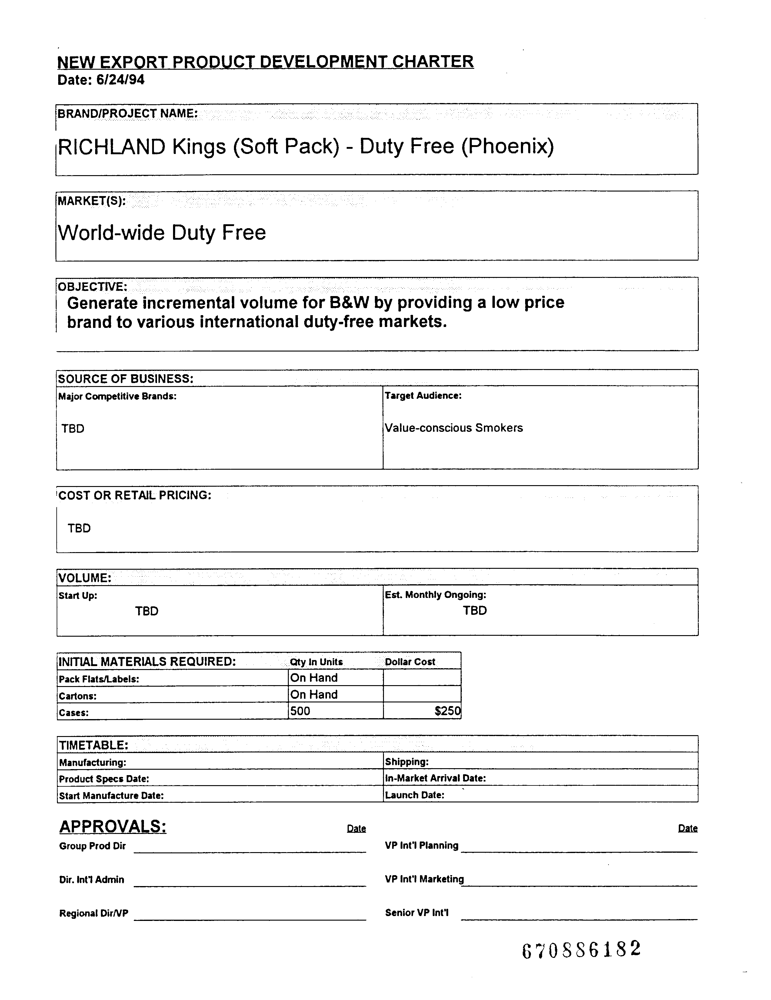 NEW EXPORT PRODUCT DEVELOPMENT CHARTER
Date: 6/24/94
BRAND/PROJECT NAME:
RICHLAND Kings (Soft Pack) - Duty Free (Phoenix)
MARKET(S):
World-wide Duty Free
OBJECTIVE:
Generate incremental volume for B&W by providing a low price
brand to various international duty-free markets.
SOURCE OF BUSINESS:
Major Competitive Brands: Target Audience:
TBD Value-conscious Smokers
COST OR RETAIL PRICING:
TBD
VOLUME:
Start Up: Est. Monthly Ongoing:
TBD TBD
INITIAL MATERIALS REQUIRED: Qty In Units Dollar Cost
Pack Flats/Labels: On Hand
Cartons: On Hand
Cases: 500 $250
TIMETABLE:
Manufacturing: Shipping:
Product Specs Date: In-Market Arrival Date:
Start Manufacture Date: Launch Date:
APPROVALS: Date Date
Group Prod Dir VP Int'l Planning
Dir. Int'l Admin VP Int'l Marketing
Regional Dir/VP Senior VP Int'l
670886182